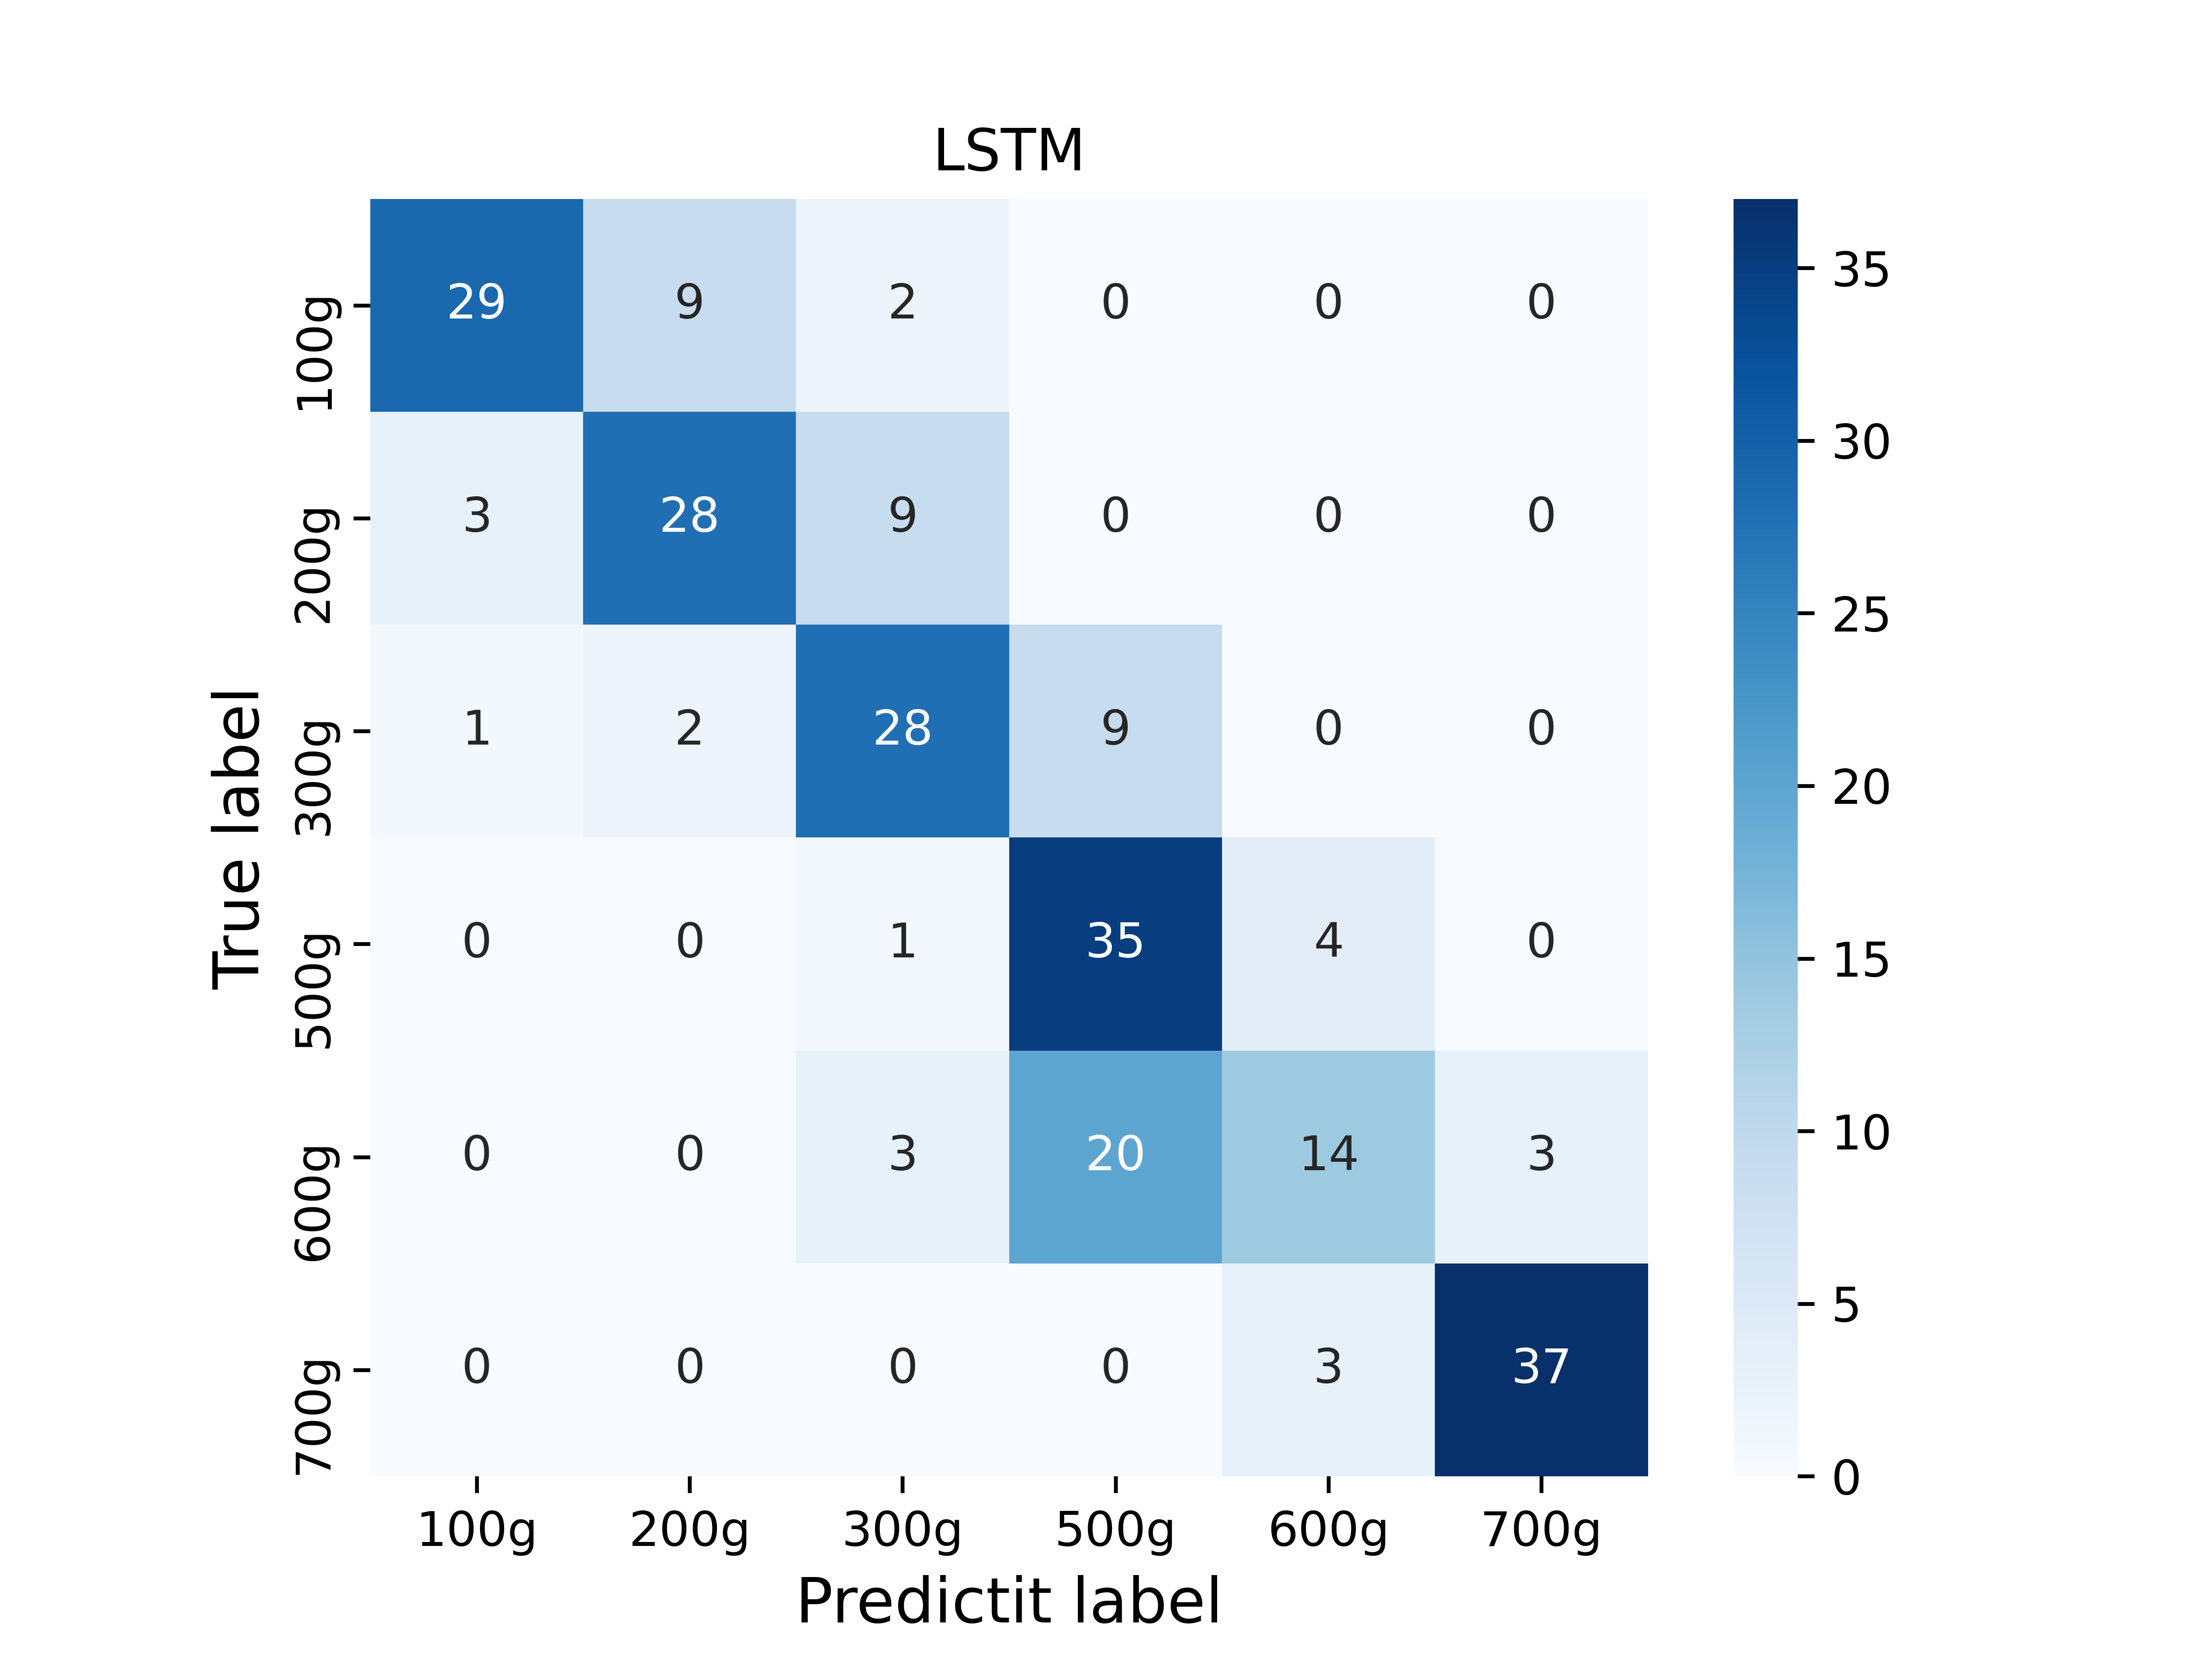 LSTM
True label
100g 29 9 2 0 0 0
200g 3 28 9 0 0 0
300g 1 2 28 9 0 0
500g 0 0 1 35 4 0
600g 0 0 3 20 14 3
700g 0 0 0 0 3 37
100g 200g 300g 500g 600g 700g
Predictit label
35
30
25
20
15
10
5
0